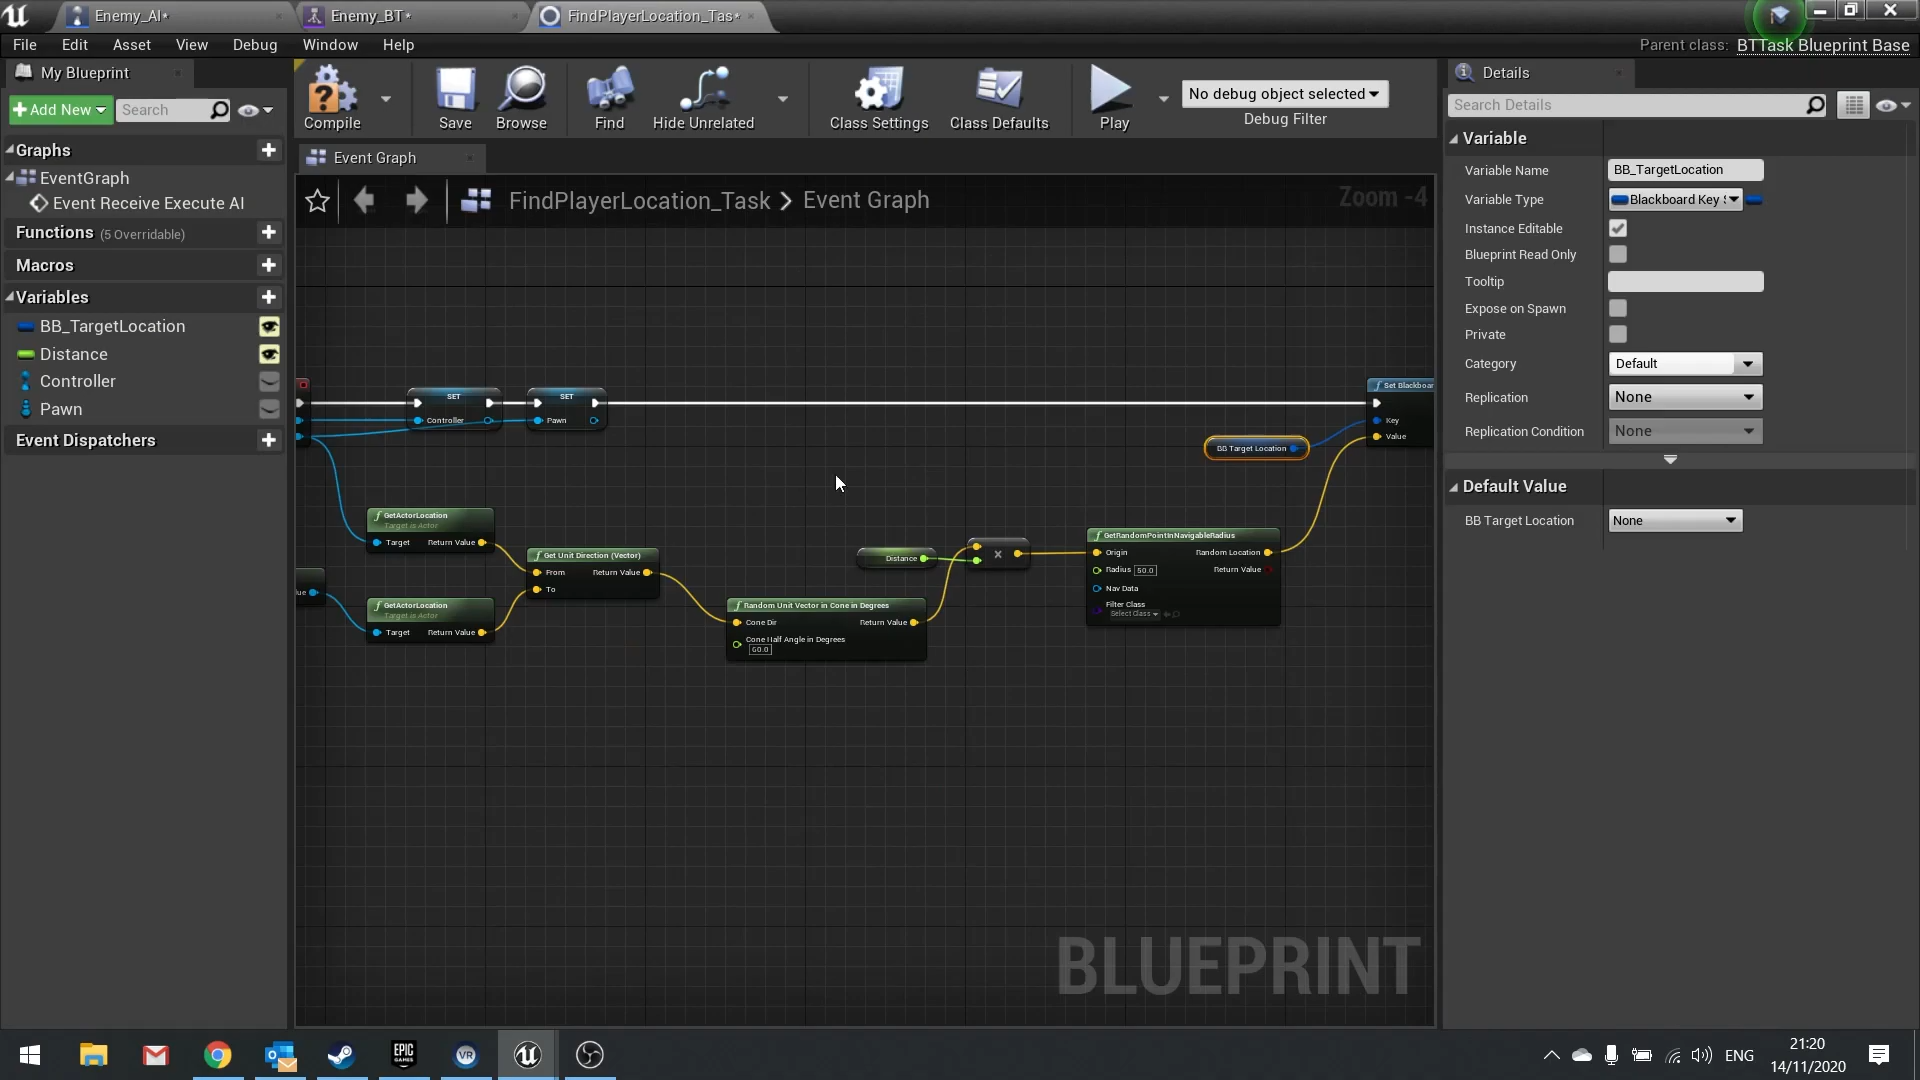 Enemy_AI*
Enemy_BT*
FindPlayerLocation_Tas*
File Edit Asset View Debug Window Help
Parent class: BTTask Blueprint Base
My Blueprint
Add New
Search
Graphs
EventGraph
Event Receive Execute AI
Functions (5 Overridable)
Macros
Variables
BB_TargetLocation
Distance
Controller
Pawn
Event Dispatchers
Compile
Save
Browse
Find
Hide Unrelated
Class Settings
Class Defaults
Play
No debug object selected
Debug Filter
Event Graph
FindPlayerLocation_Task > Event Graph
Zoom -4
SET
Controller
SET
Pawn
Set Blackboar
Key
Value
BB Target Location
GetActorLocation
Target is Actor
Target Return Value
ue
GetActorLocation
Target is Actor
Target Return Value
Get Unit Direction (Vector)
From Return Value
To
Random Unit Vector in Cone in Degrees
Cone Dir Return Value
Cone Half Angle in Degrees
60.0
Distance
×
GetRandomPointInNavigableRadius
Origin Random Location
Radius 50.0 Return Value
Nav Data
Filter Class
Select Class
BLUEPRINT
Details
Search Details
Variable
Variable Name BB_TargetLocation
Variable Type Blackboard Key
Instance Editable
Blueprint Read Only
Tooltip
Expose on Spawn
Private
Category Default
Replication None
Replication Condition None
Default Value
BB Target Location None
EPIC
GAMES
VR
ENG
21:20
14/11/2020